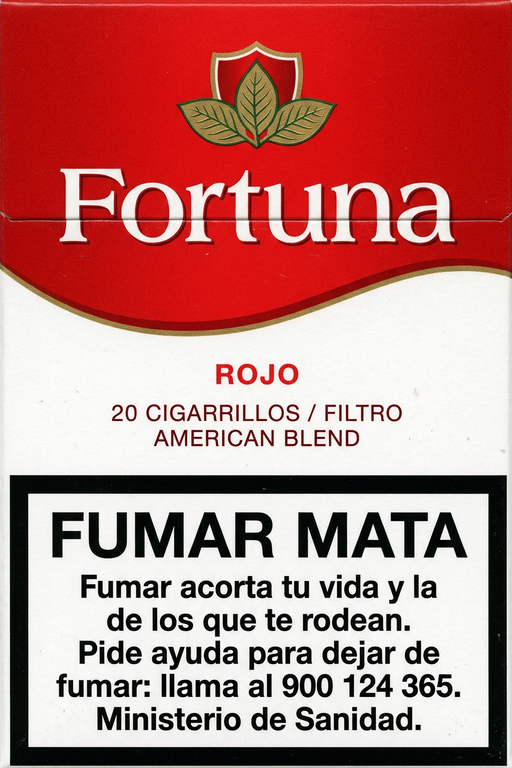 Fortuna
ROJO
20 CIGARRILLOS / FILTRO
AMERICAN BLEND
FUMAR MATA
Fumar acorta tu vida y la
de los que te rodean.
Pide ayuda para dejar de
fumar: llama al 900 124 365.
Ministerio de Sanidad.